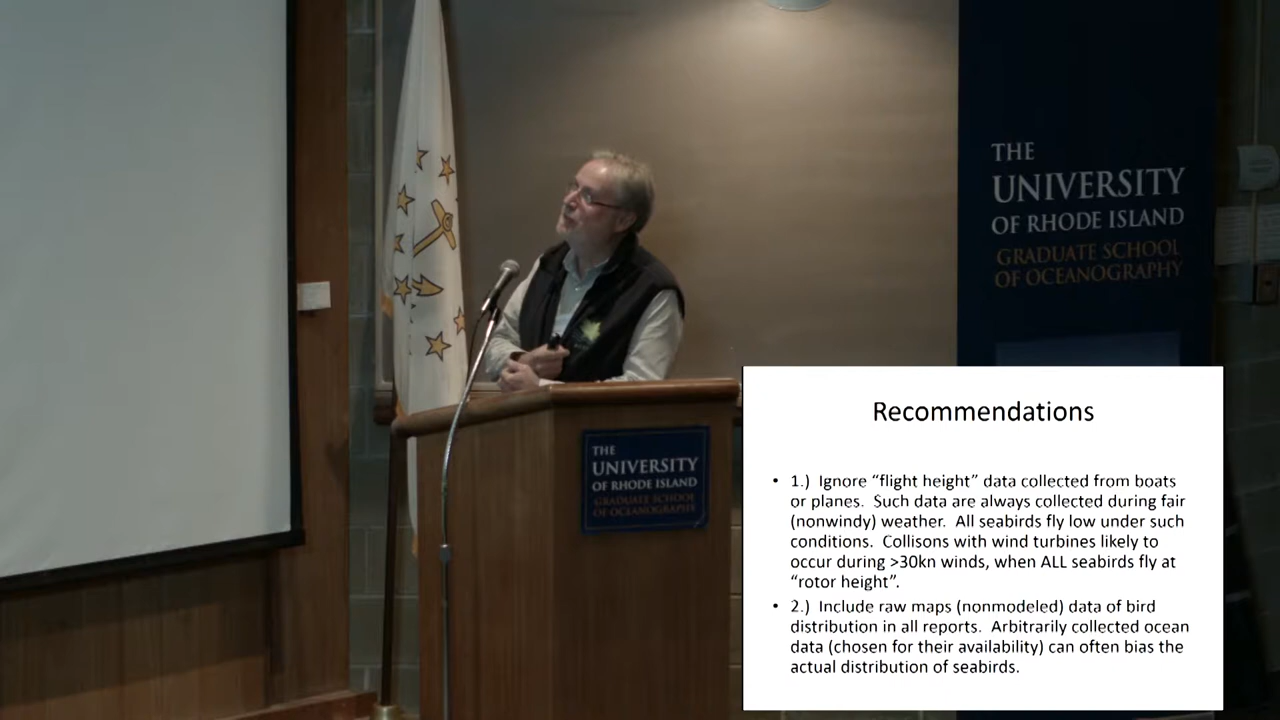 THE
UNIVERSITY
OF RHODE ISLAND
GRADUATE SCHOOL
OF OCEANOGRAPHY
THE
UNIVERSITY
OF RHODE ISLAND
GRADUATE SCHOOL
OF OCEANOGRAPHY
Recommendations
• 1.) Ignore “flight height” data collected from boats
or planes. Such data are always collected during fair
(nonwindy) weather. All seabirds fly low under such
conditions. Collisons with wind turbines likely to
occur during >30kn winds, when ALL seabirds fly at
“rotor height”.
• 2.) Include raw maps (nonmodeled) data of bird
distribution in all reports. Arbitrarily collected ocean
data (chosen for their availability) can often bias the
actual distribution of seabirds.